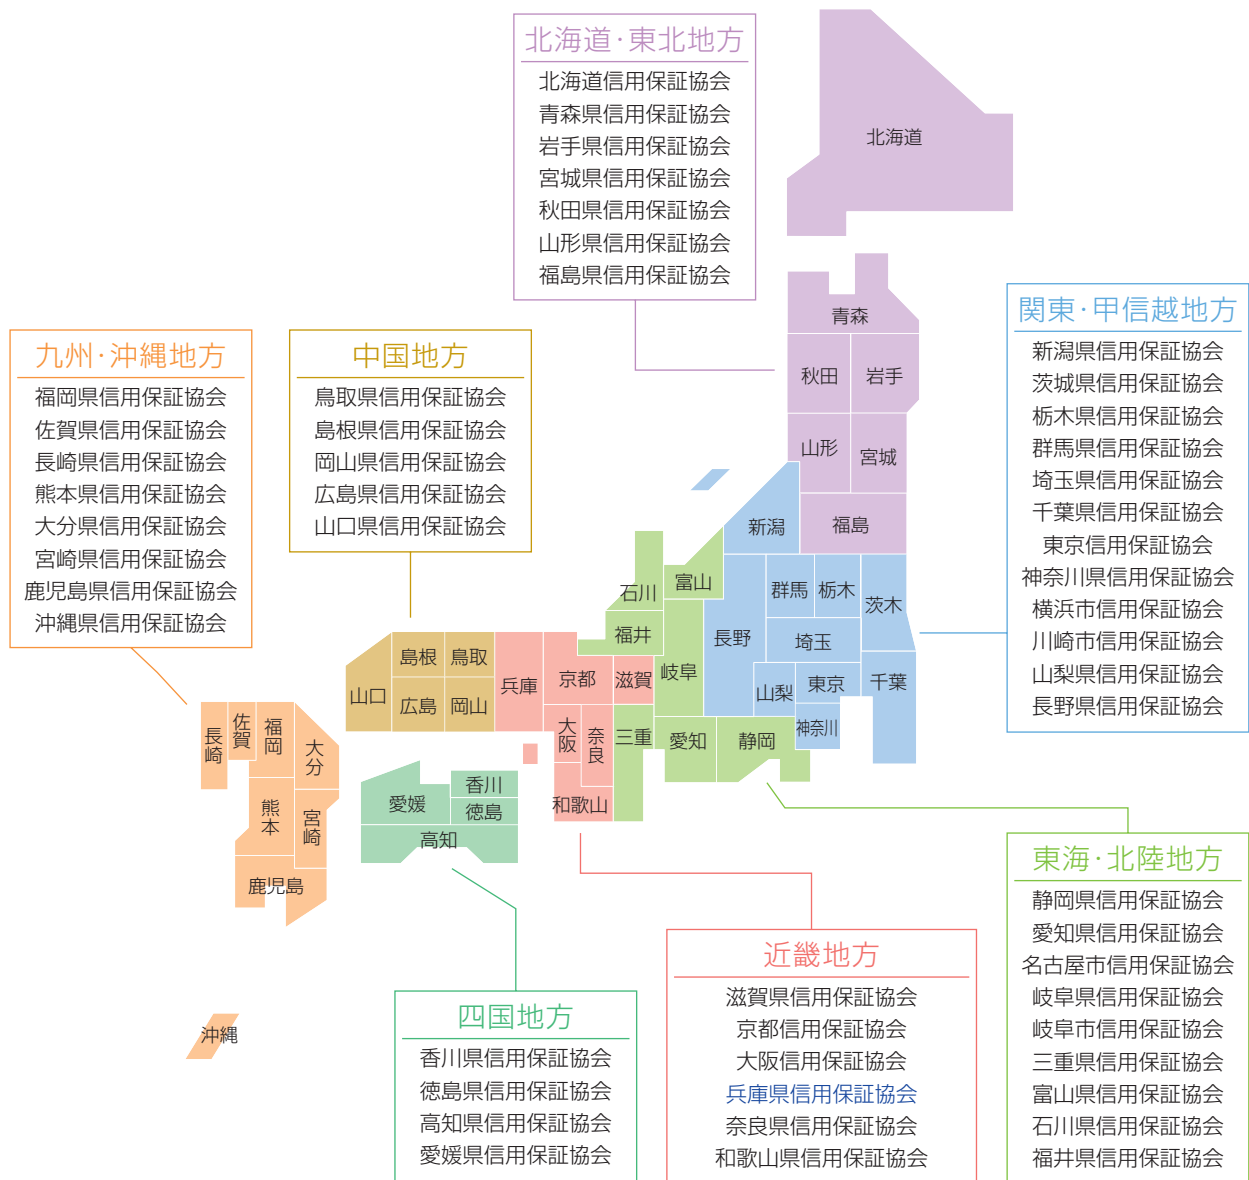 北海道・東北地方
北海道信用保証協会
青森県信用保証協会
岩手県信用保証協会
宮城県信用保証協会
秋田県信用保証協会
山形県信用保証協会
福島県信用保証協会
関東・甲信越地方
新潟県信用保証協会
茨城県信用保証協会
栃木県信用保証協会
群馬県信用保証協会
埼玉県信用保証協会
千葉県信用保証協会
東京信用保証協会
神奈川県信用保証協会
横浜市信用保証協会
川崎市信用保証協会
山梨県信用保証協会
長野県信用保証協会
九州・沖縄地方
福岡県信用保証協会
佐賀県信用保証協会
長崎県信用保証協会
熊本県信用保証協会
大分県信用保証協会
宮崎県信用保証協会
鹿児島県信用保証協会
沖縄県信用保証協会
中国地方
鳥取県信用保証協会
島根県信用保証協会
岡山県信用保証協会
広島県信用保証協会
山口県信用保証協会
北海道
青森
秋田
岩手
山形
宮城
福島
新潟
群馬
栃木
茨木
埼玉
長野
山梨
東京
千葉
神奈川
石川
富山
福井
岐阜
三重
愛知
静岡
京都
滋賀
兵庫
大阪
奈良
和歌山
島根
鳥取
山口
広島
岡山
香川
愛媛
徳島
高知
長崎
佐賀
福岡
大分
熊本
宮崎
鹿児島
沖縄
四国地方
香川県信用保証協会
徳島県信用保証協会
高知県信用保証協会
愛媛県信用保証協会
近畿地方
滋賀県信用保証協会
京都信用保証協会
大阪信用保証協会
兵庫県信用保証協会
奈良県信用保証協会
和歌山県信用保証協会
東海・北陸地方
静岡県信用保証協会
愛知県信用保証協会
名古屋市信用保証協会
岐阜県信用保証協会
岐阜市信用保証協会
三重県信用保証協会
富山県信用保証協会
石川県信用保証協会
福井県信用保証協会